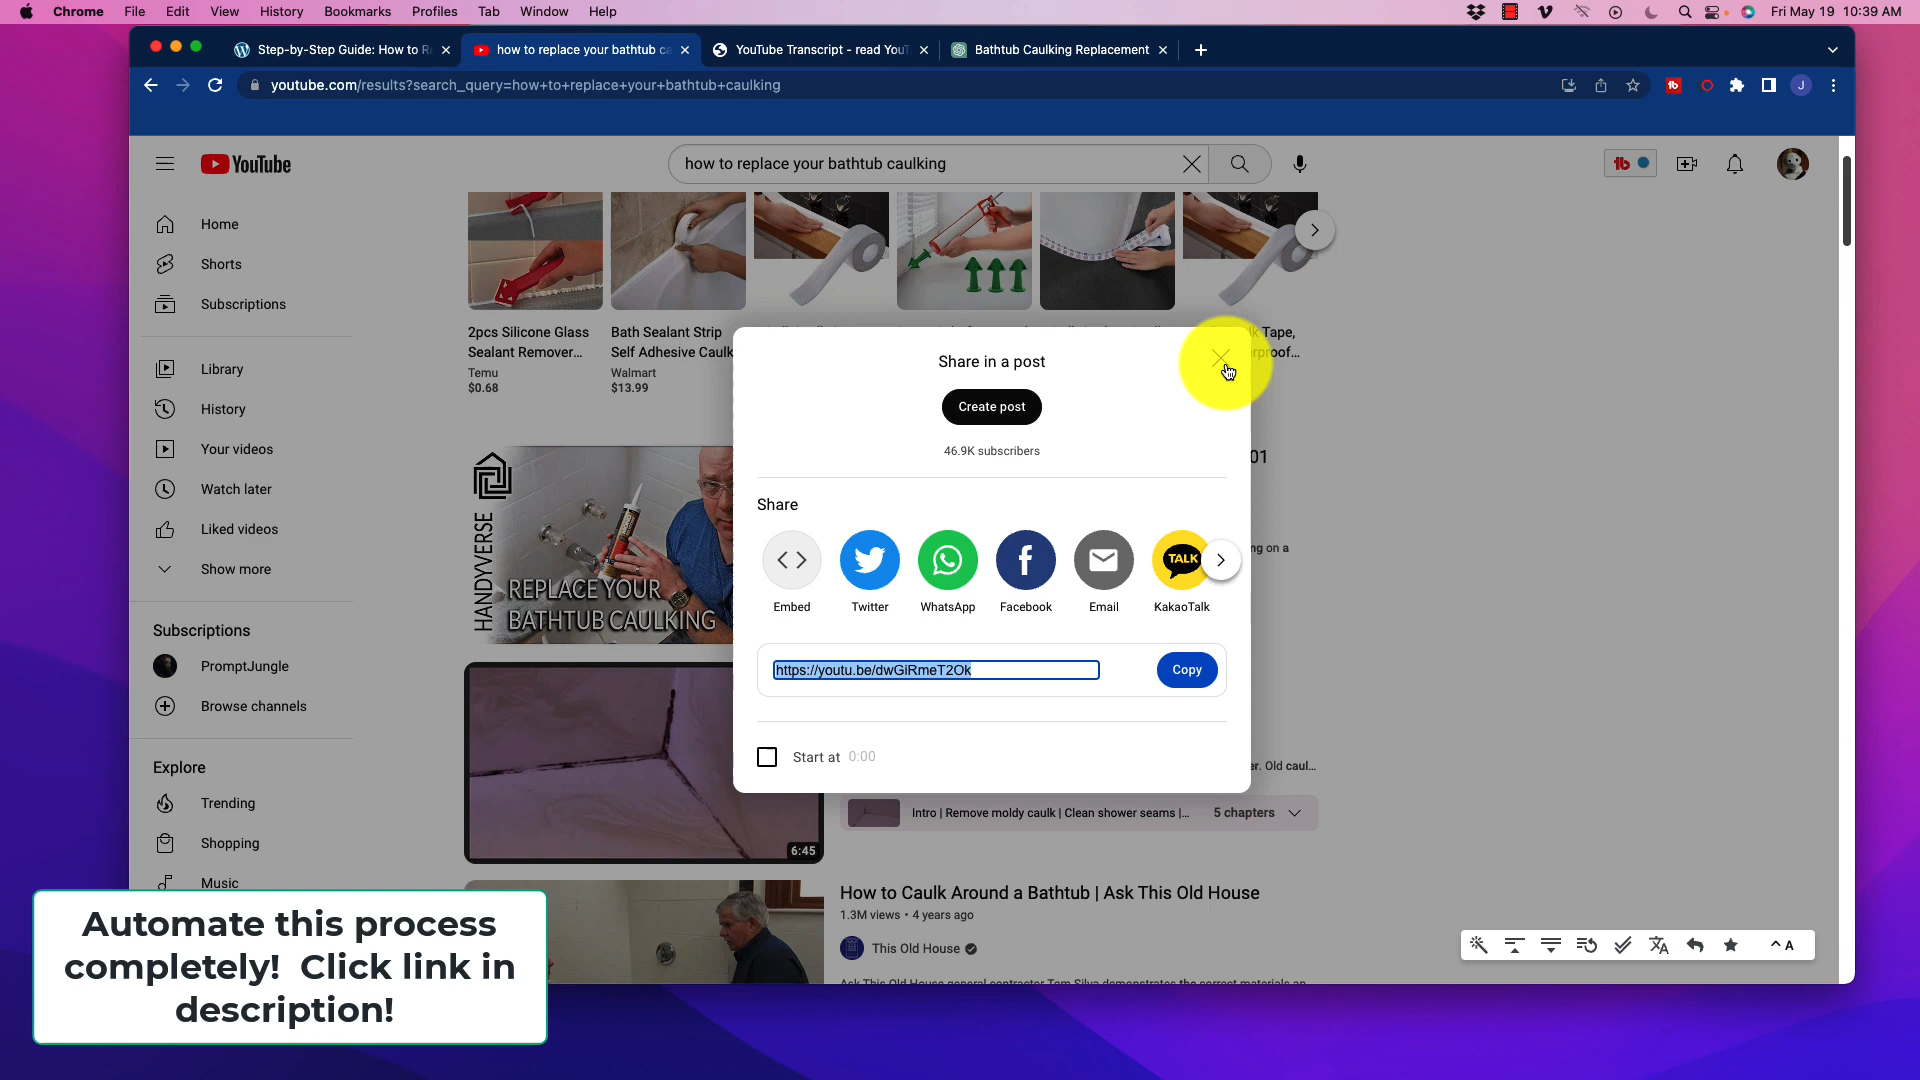 Chrome File Edit View History Bookmarks Profiles Tab Window Help
Fri May 19 10:39 AM
Step-by-Step Guide: How to R
how to replace your bathtub ca
YouTube Transcript - read YouT
Bathtub Caulking Replacement
youtube.com/results?search_query=how+to+replace+your+bathtub+caulking
J
YouTube
how to replace your bathtub caulking
Home
Shorts
Subscriptions
Library
History
Your videos
Watch later
Liked videos
Show more
Subscriptions
PromptJungle
Browse channels
Explore
Trending
Shopping
Music
2pcs Silicone Glass
Sealant Remover...
Temu
$0.68
Bath Sealant Strip
Self Adhesive Caulk
Walmart
$13.99
Tape,
HANDYVERSE
REPLACE YOUR
BATHTUB CAULKING
6:45
Share in a post
Create post
46.9K subscribers
Share
Embed
Twitter
WhatsApp
Facebook
Email
TALK
KakaoTalk
https://youtu.be/dwGiRmeT2Ok
Copy
Start at 0:00
01
ng on a
er. Old caul...
Intro | Remove moldy caulk | Clean shower seams |...
5 chapters
How to Caulk Around a Bathtub | Ask This Old House
1.3M views • 4 years ago
This Old House
A
Automate this process
completely! Click link in
description!